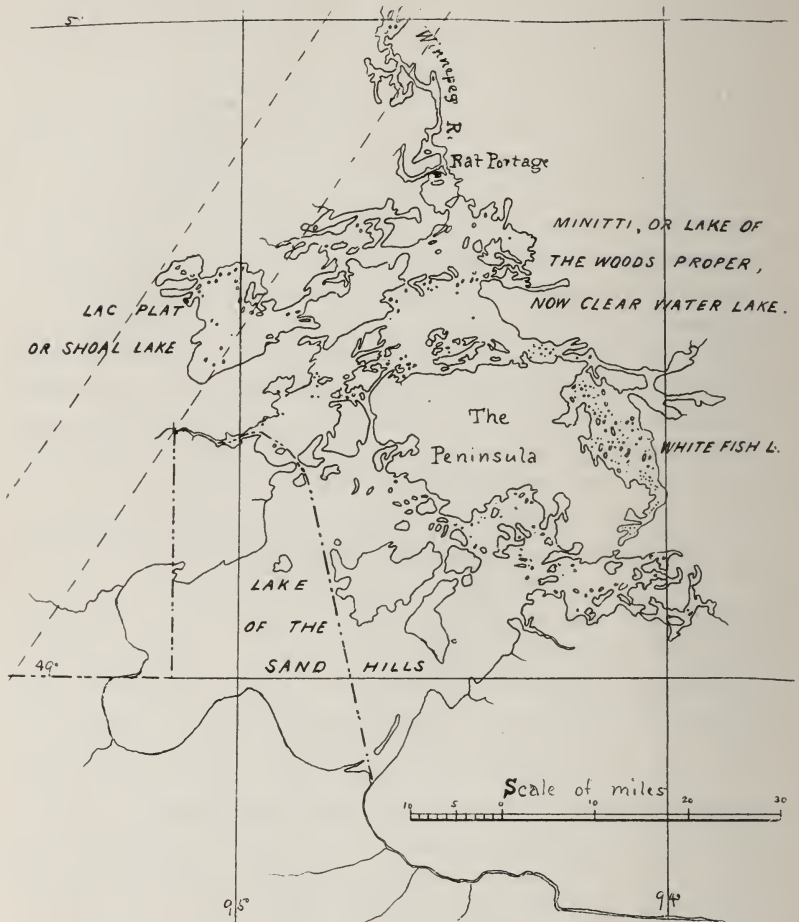 5°
Winnepeg
R.
Rat Portage
MINITTI, OR LAKE OF
THE WOODS PROPER,
NOW CLEAR WATER LAKE.
LAC PLAT
OR SHOAL LAKE
The
Peninsula
WHITE FISH L.
LAKE
OF THE
SAND HILLS
49°
Scale of miles
10 5 0 10 20 30
95°
94°